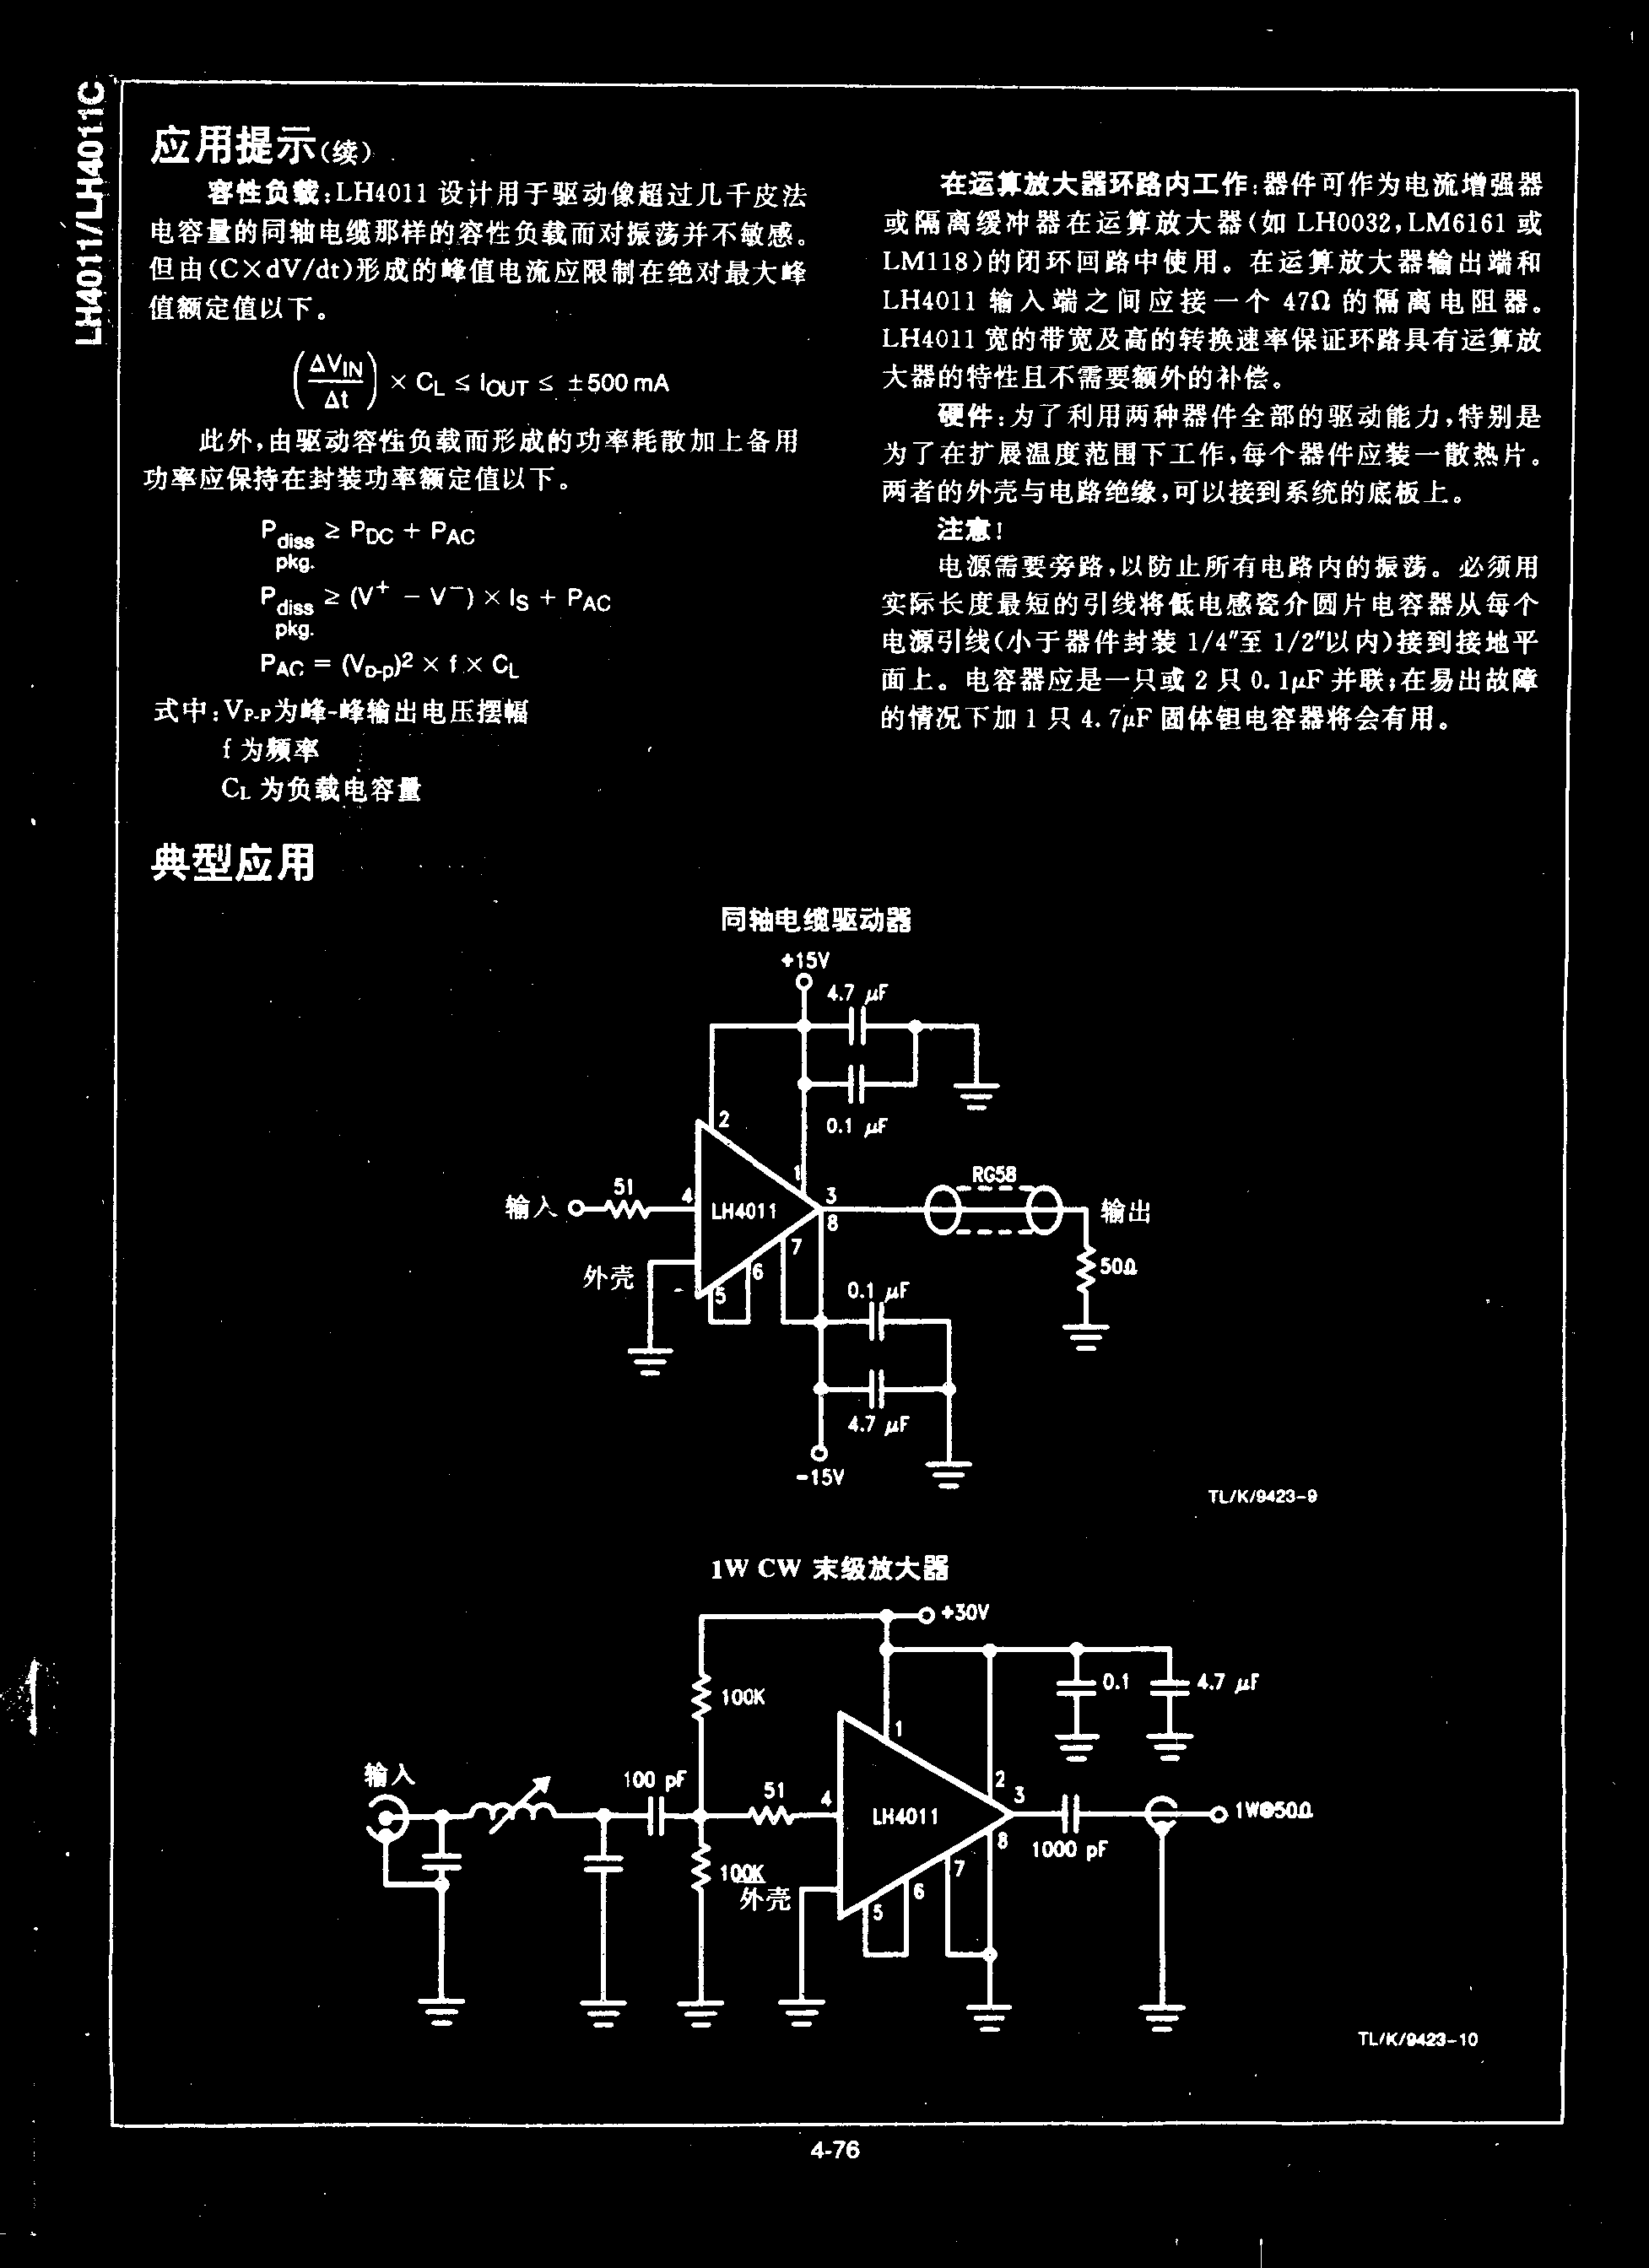 LH4011/LH4011C
应用提示(续)
容性负载:LH4011 设计用于驱动像超过几千皮法
电容量的同轴电缆那样的容性负载而对振荡并不敏感。
但由(C×dV/dt)形成的峰值电流应限制在绝对最大峰
值额定值以下。
(ΔVIN/Δt) × CL ≤ IOUT ≤ ±500 mA
此外,由驱动容性负载而形成的功率耗散加上备用
功率应保持在封装功率额定值以下。
Pdiss ≥ PDC + PAC
pkg.
Pdiss ≥ (V+ − V−) × IS + PAC
pkg.
PAC = (Vp-p)2 × f × CL
式中:VP-P为峰-峰输出电压摆幅
f 为频率
CL 为负载电容量
在运算放大器环路内工作:器件可作为电流增强器
或隔离缓冲器在运算放大器(如 LH0032,LM6161 或
LM118)的闭环回路中使用。在运算放大器输出端和
LH4011 输入端之间应接一个 47Ω 的隔离电阻器。
LH4011 宽的带宽及高的转换速率保证环路具有运算放
大器的特性且不需要额外的补偿。
硬件:为了利用两种器件全部的驱动能力,特别是
为了在扩展温度范围下工作,每个器件应装一散热片。
两者的外壳与电路绝缘,可以接到系统的底板上。
注意!
电源需要旁路,以防止所有电路内的振荡。必须用
实际长度最短的引线将低电感瓷介圆片电容器从每个
电源引线(小于器件封装 1/4″至 1/2″以内)接到接地平
面上。电容器应是一只或 2 只 0.1μF 并联;在易出故障
的情况下加 1 只 4.7μF 固体钽电容器将会有用。
典型应用
同轴电缆驱动器
+15V
4.7 μF
0.1 μF
2
1
RG58
输入
51
4
LH4011
3
8
输出
7
50Ω
外壳
6
5
0.1 μF
4.7 μF
-15V
TL/K/9423-9
1W CW 末级放大器
+30V
0.1
4.7 μF
100K
1
输入
100 pF
51
4
LH4011
2
3
1W@50Ω
8
1000 pF
100K
7
外壳
6
5
TL/K/9423-10
4-76